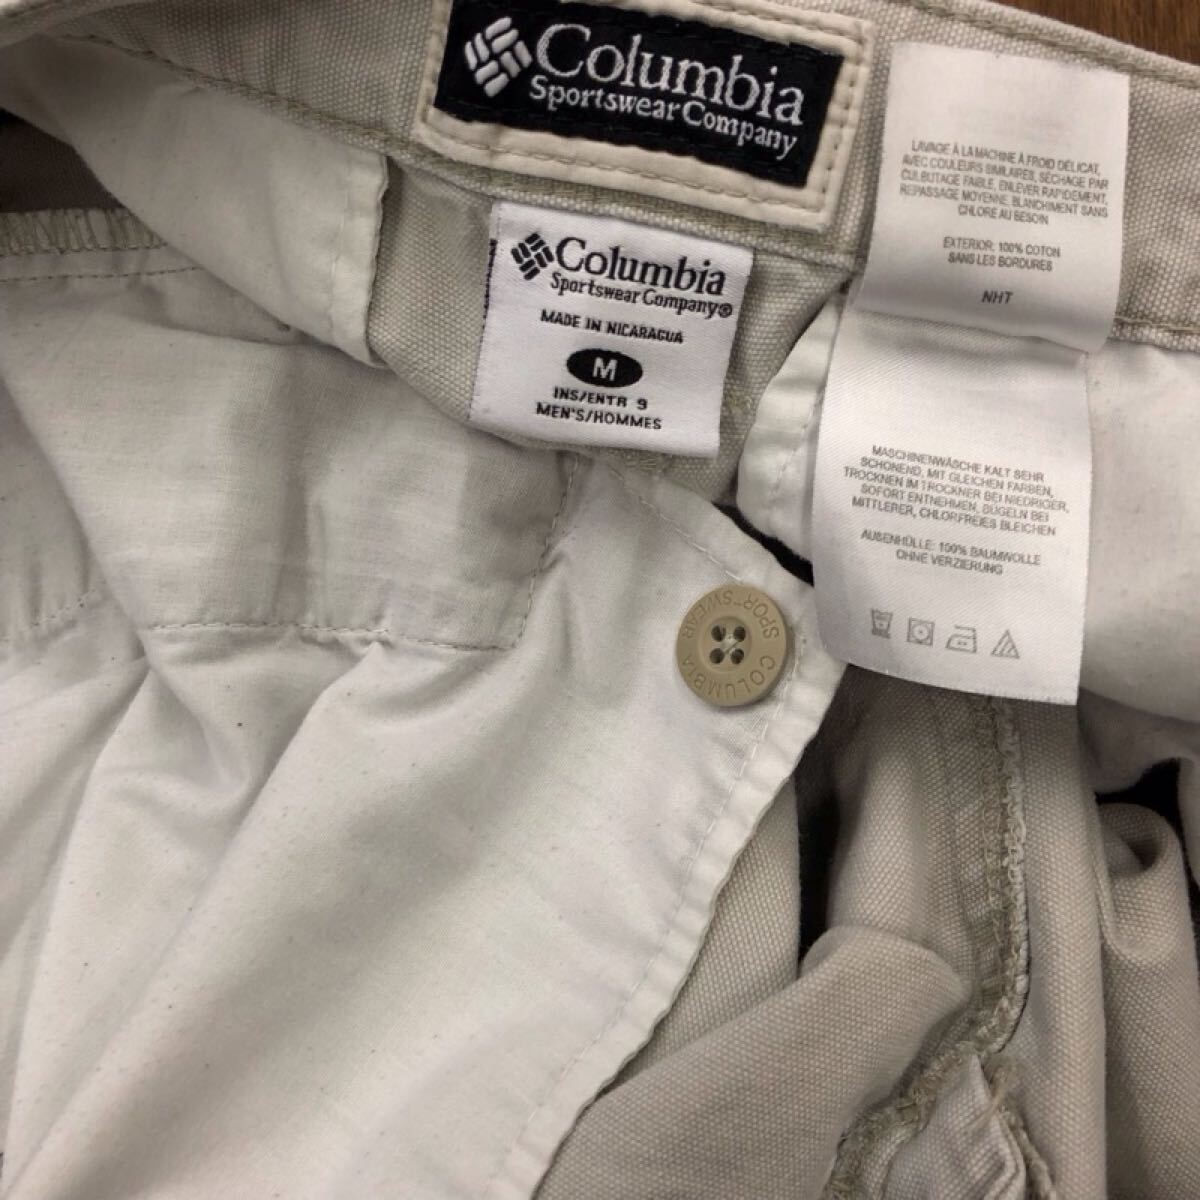 Columbia
Sportswear Company
Columbia
Sportswear Company®
MADE IN NICARAGUA
M
INS/ENTR 9
MEN'S/HOMMES
LAVAGE À LA MACHINE À FROID DÉLICAT,
AVEC COULEURS SIMILAIRES, SÉCHAGE PAR
CULBUTAGE FAIBLE, ENLEVER RAPIDEMENT,
REPASSAGE MOYENNE, BLANCHIMENT SANS
CHLORE AU BESOIN
EXTERIOR: 100% COTON
SANS LES BORDURES
NHT
MASCHINENWÄSCHE KALT SEHR
SCHONEND, MIT GLEICHEN FARBEN,
TROCKNEN IM TROCKNER BEI NIEDRIGER,
SOFORT ENTNEHMEN, BÜGELN BEI
MITTLERER, CHLORFREIES BLEICHEN
AUßENHÜLLE: 100% BAUMWOLLE
OHNE VERZIERUNG
COLUMBIA
SPORTSWEAR